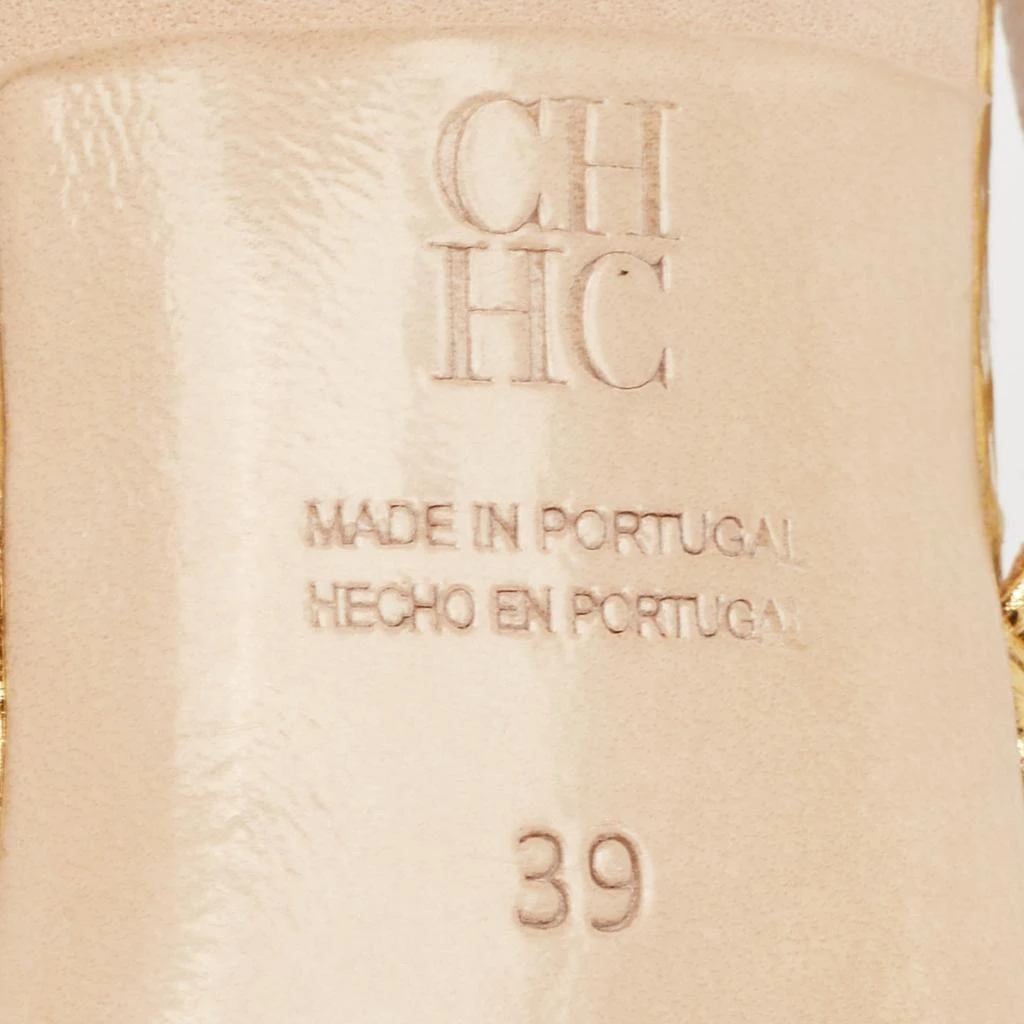 CH
HC
MADE IN PORTUGAL
HECHO EN PORTUGAL
39